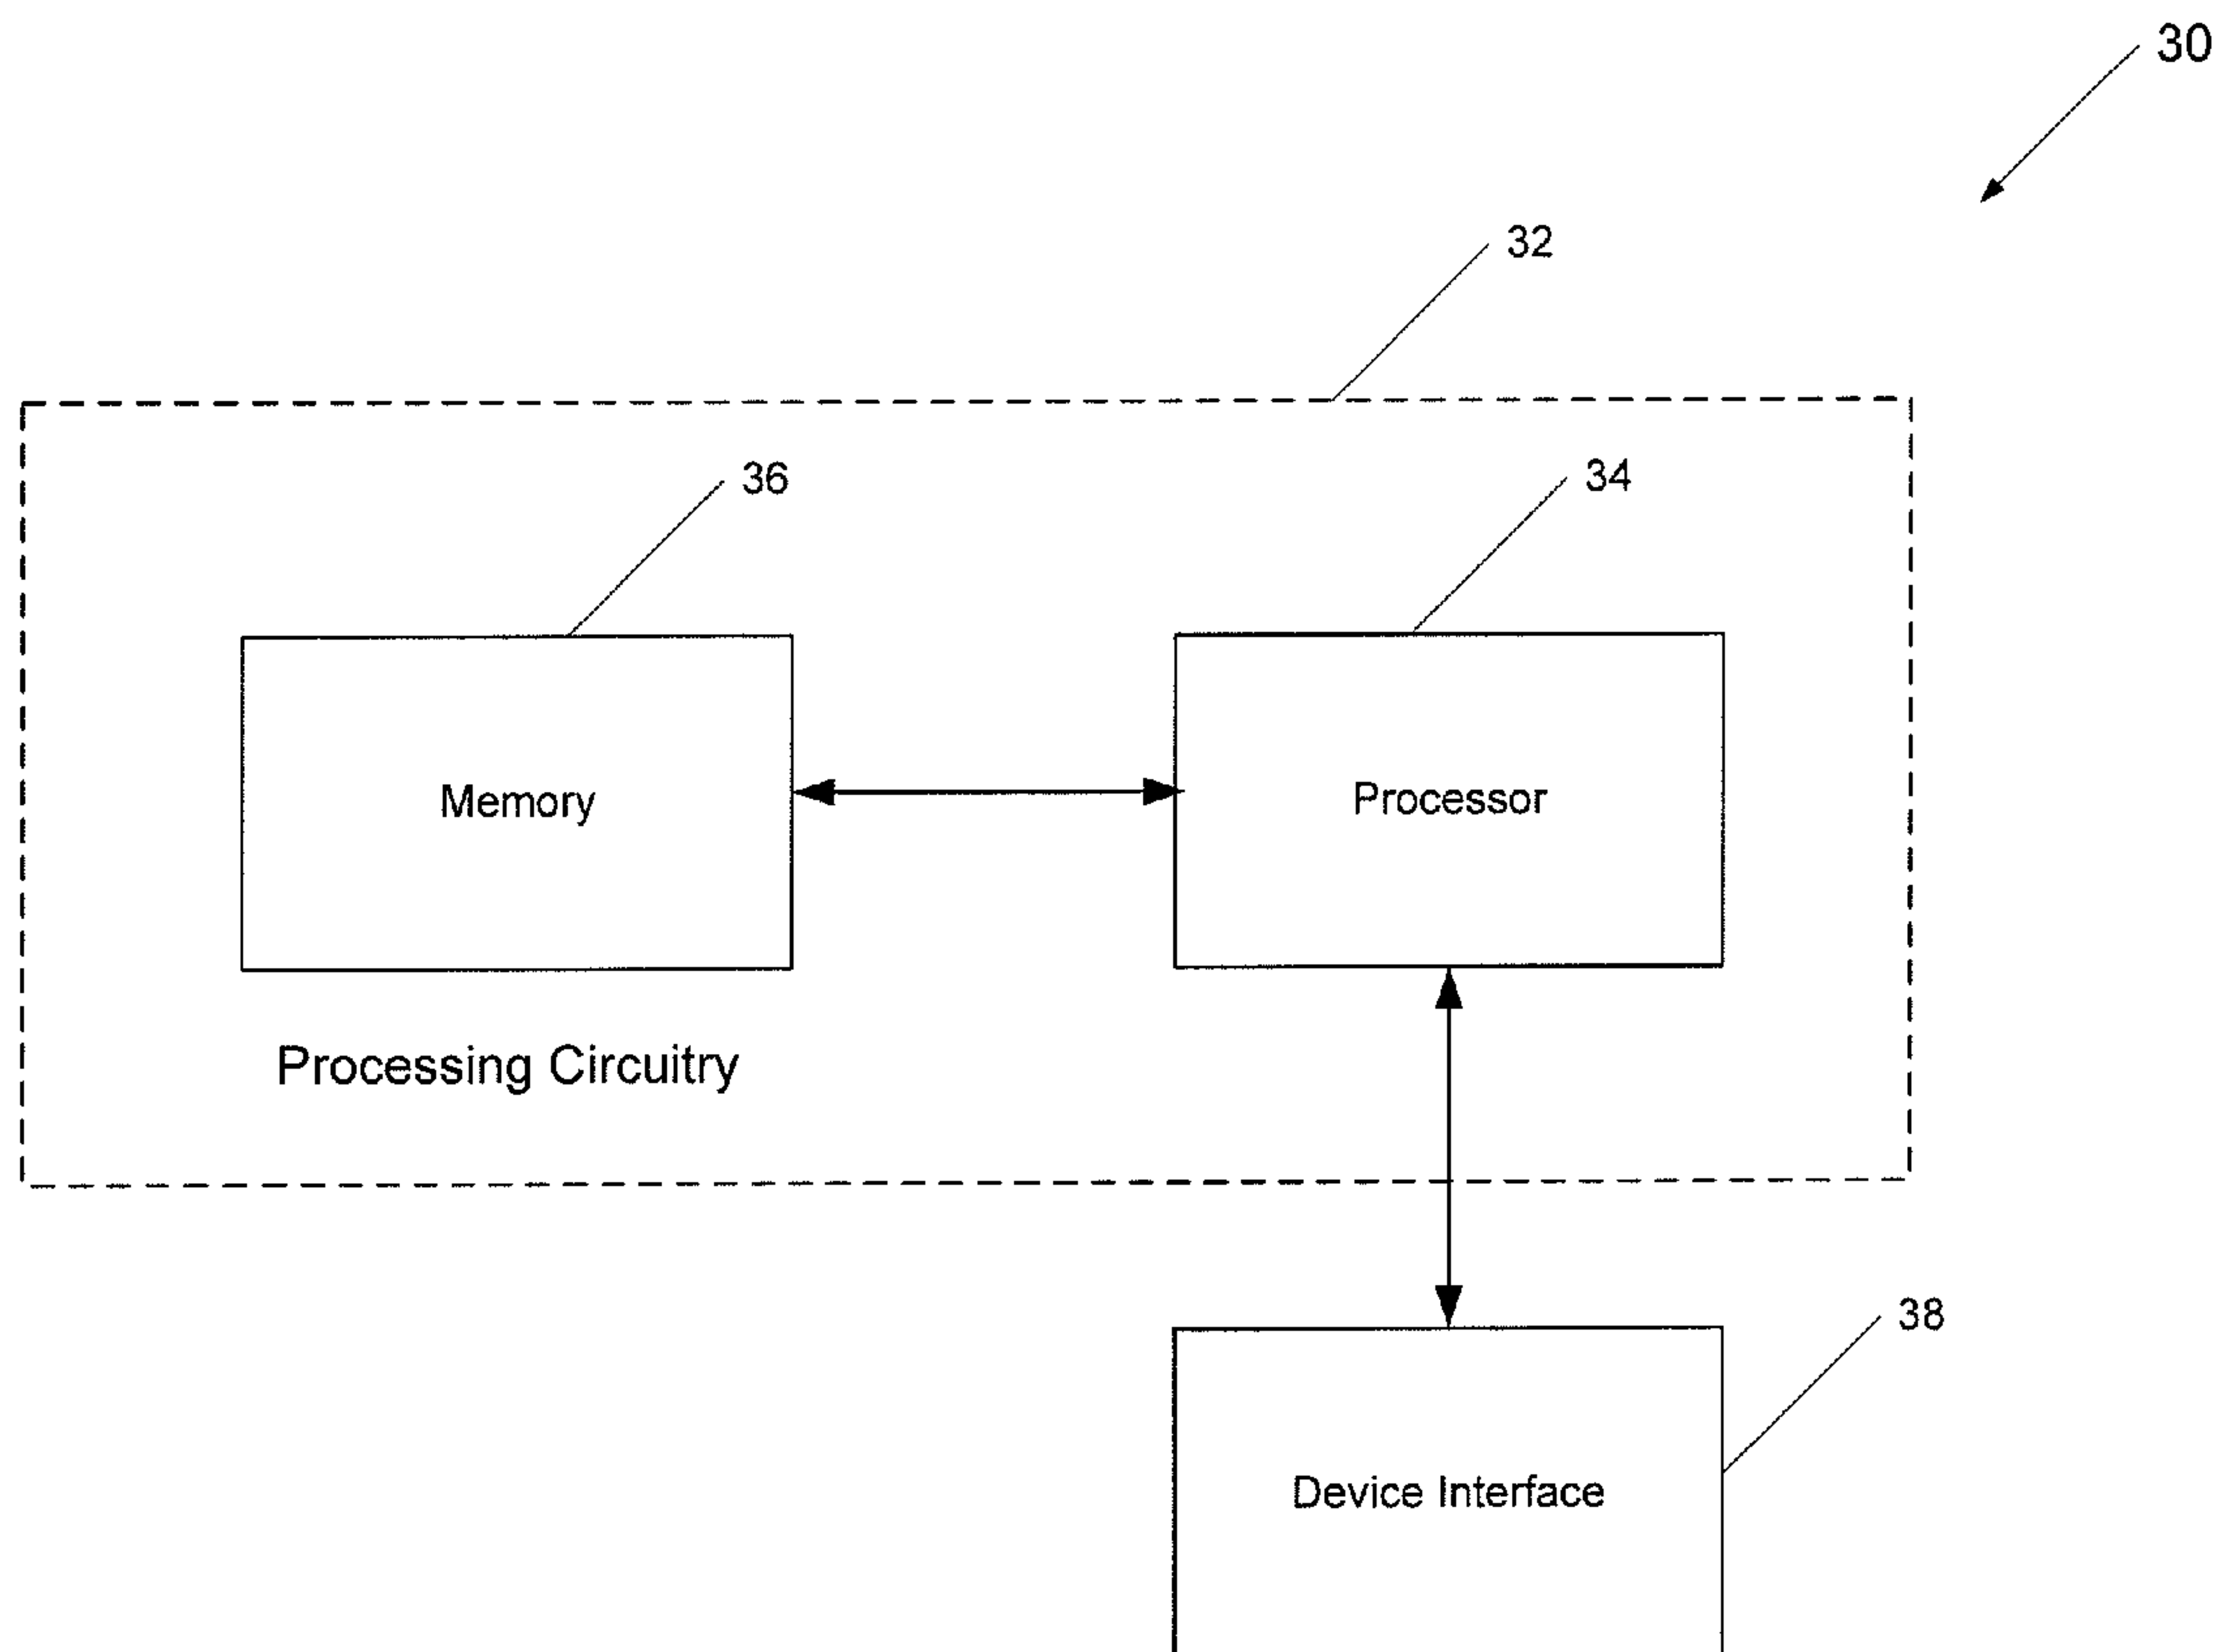 30
32
36
34
Memory
Processor
Processing Circuitry
38
Device Interface